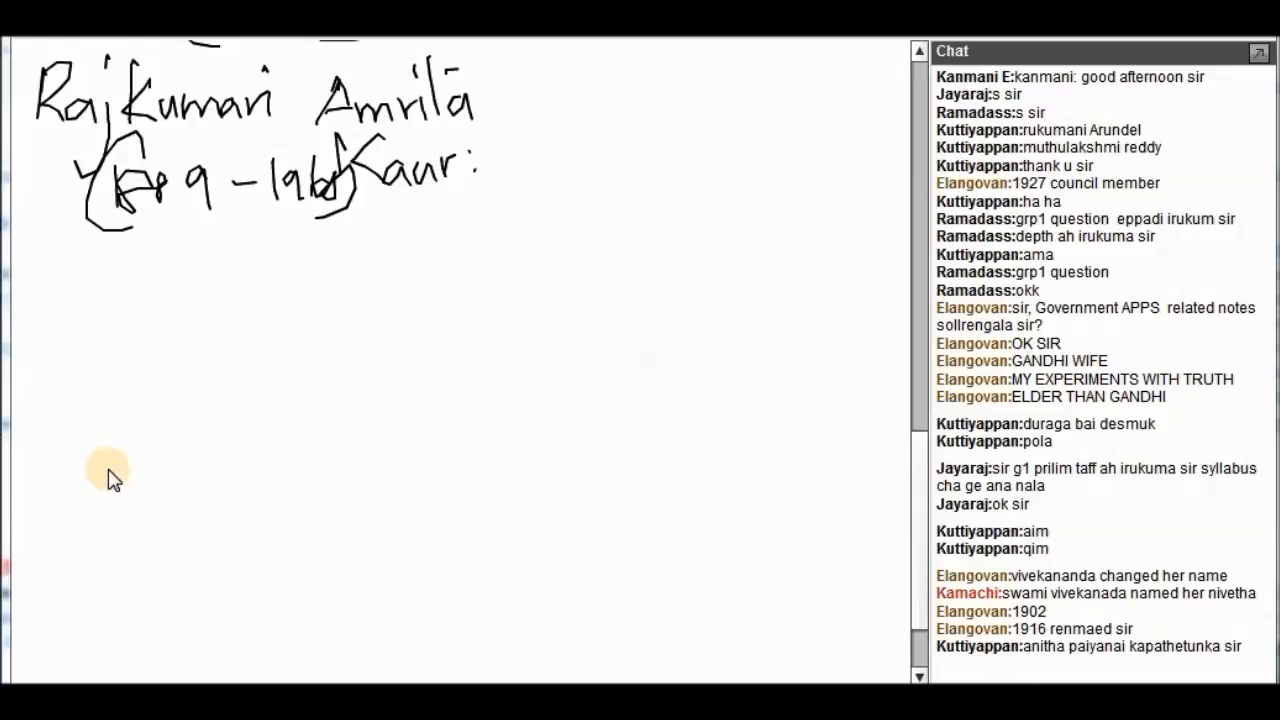 Rajkumari Amrita
Kaur:
Chat
Kanmani E:kanmani: good afternoon sir
Jayaraj:s sir
Ramadass:s sir
Kuttiyappan:rukumani Arundel
Kuttiyappan:muthulakshmi reddy
Kuttiyappan:thank u sir
Elangovan:1927 council member
Kuttiyappan:ha ha
Ramadass:grp1 question eppadi irukum sir
Ramadass:depth ah irukuma sir
Kuttiyappan:ama
Ramadass:grp1 question
Ramadass:okk
Elangovan:sir, Government APPS related notes
sollrengala sir?
Elangovan:OK SIR
Elangovan:GANDHI WIFE
Elangovan:MY EXPERIMENTS WITH TRUTH
Elangovan:ELDER THAN GANDHI
Kuttiyappan:duraga bai desmuk
Kuttiyappan:pola
Jayaraj:sir g1 prilim taff ah irukuma sir syllabus
cha ge ana nala
Jayaraj:ok sir
Kuttiyappan:aim
Kuttiyappan:qim
Elangovan:vivekananda changed her name
Kamachi:swami vivekanada named her nivetha
Elangovan:1902
Elangovan:1916 renmaed sir
Kuttiyappan:anitha paiyanai kapathetunka sir